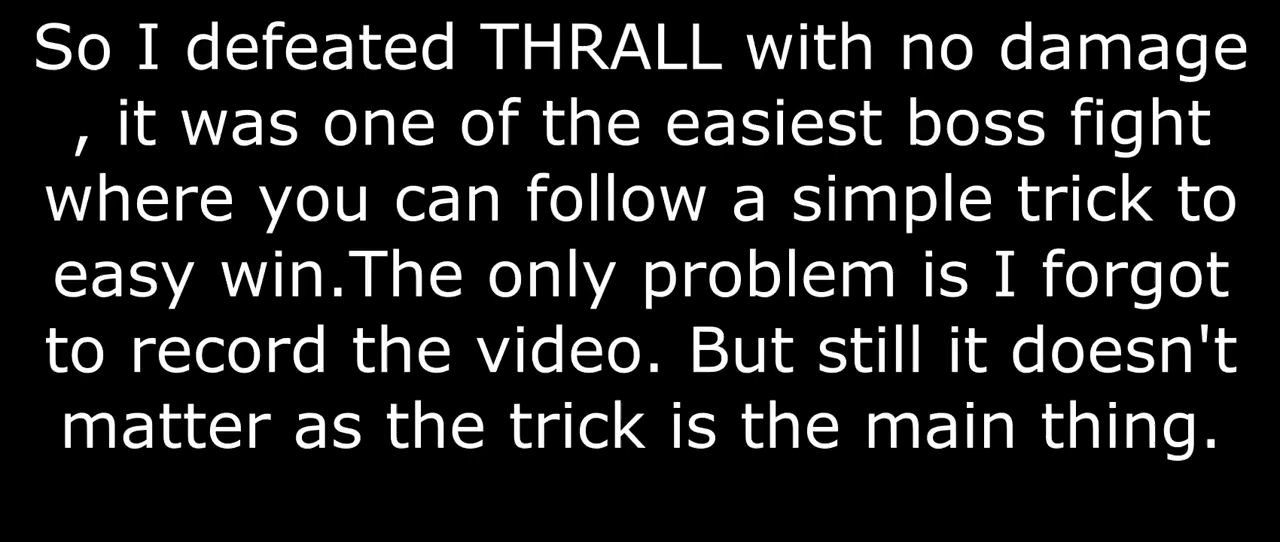 So I defeated THRALL with no damage
, it was one of the easiest boss fight
where you can follow a simple trick to
easy win.The only problem is I forgot
to record the video. But still it doesn't
matter as the trick is the main thing.